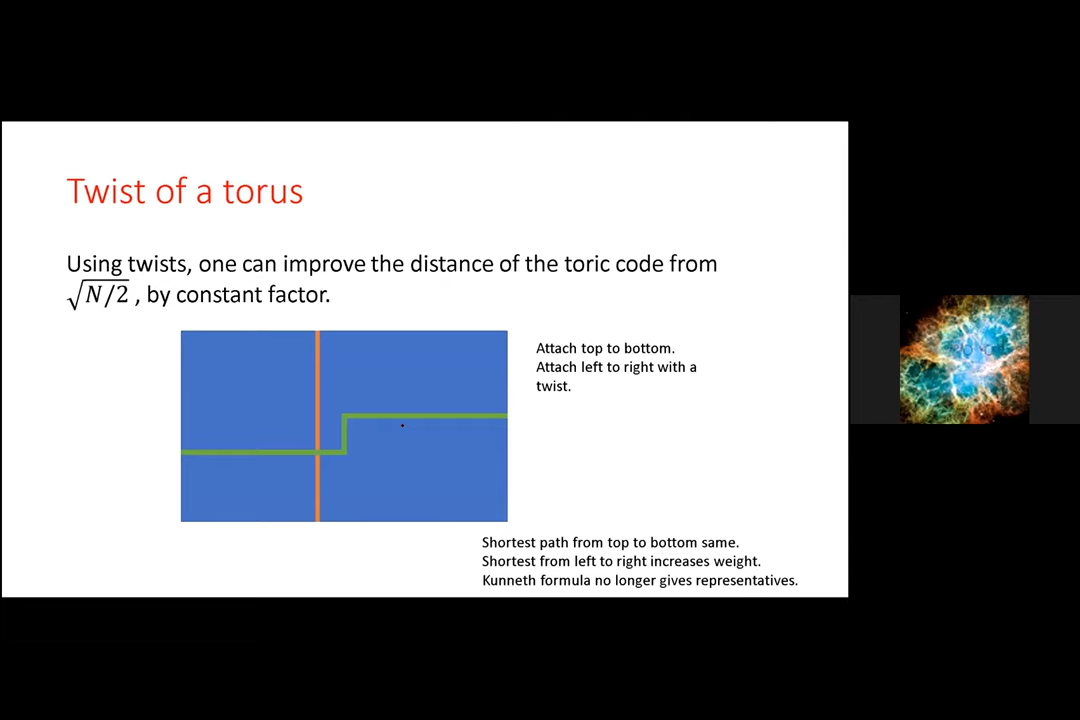 Twist of a torus
Using twists, one can improve the distance of the toric code from
√N/2 , by constant factor.
Attach top to bottom.
Attach left to right with a
twist.
Shortest path from top to bottom same.
Shortest from left to right increases weight.
Kunneth formula no longer gives representatives.